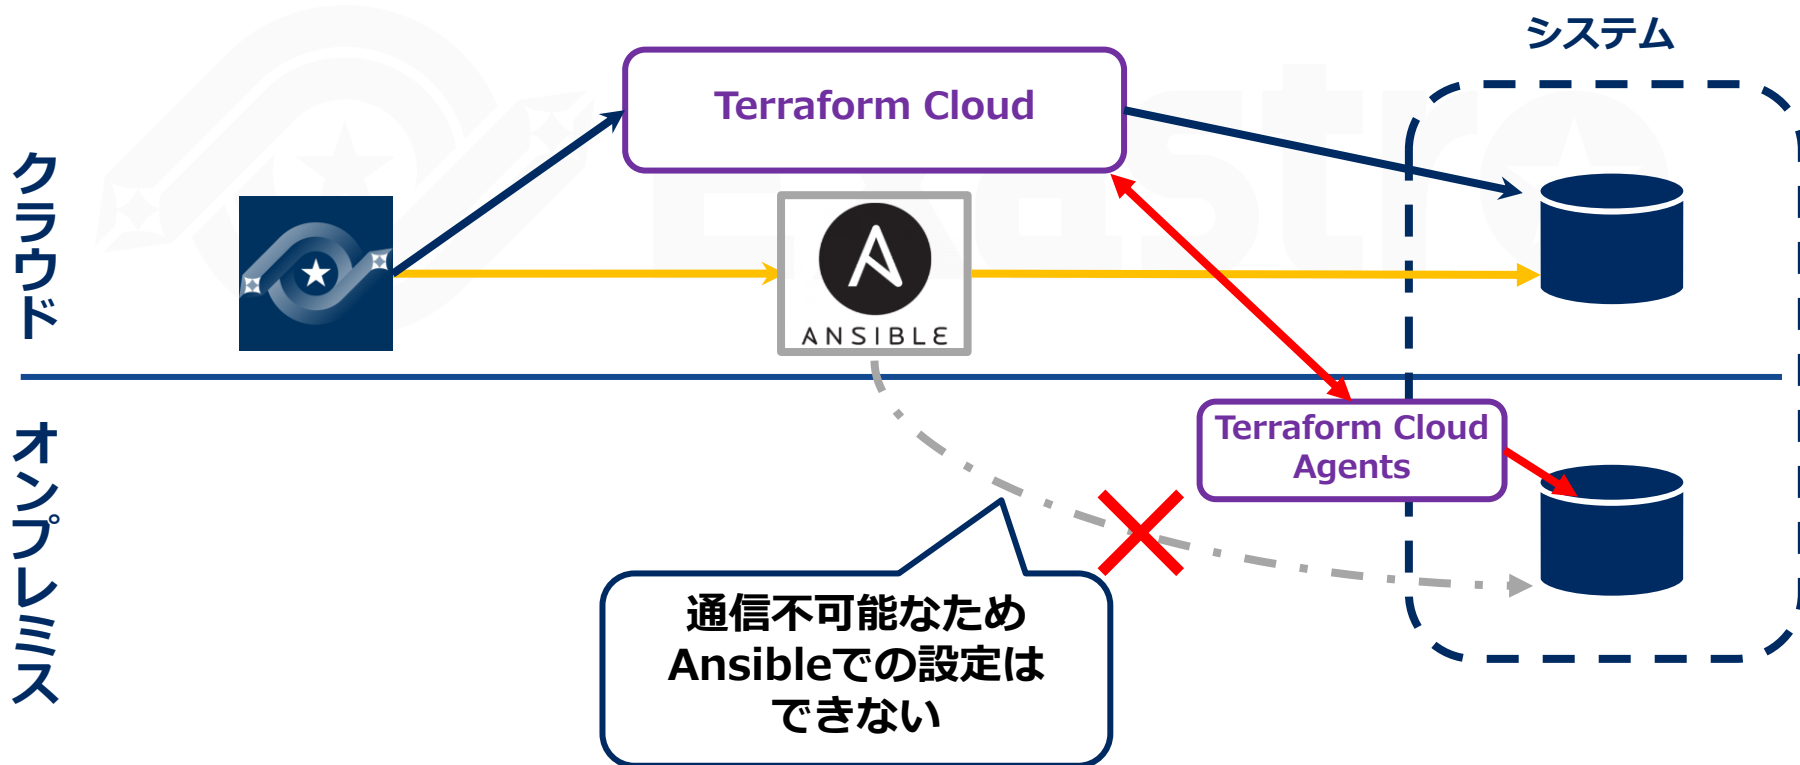 システム
Terraform Cloud
クラウド
ANSIBLE
オンプレミス
Terraform Cloud
Agents
通信不可能なため
Ansibleでの設定は
できない
Exastro